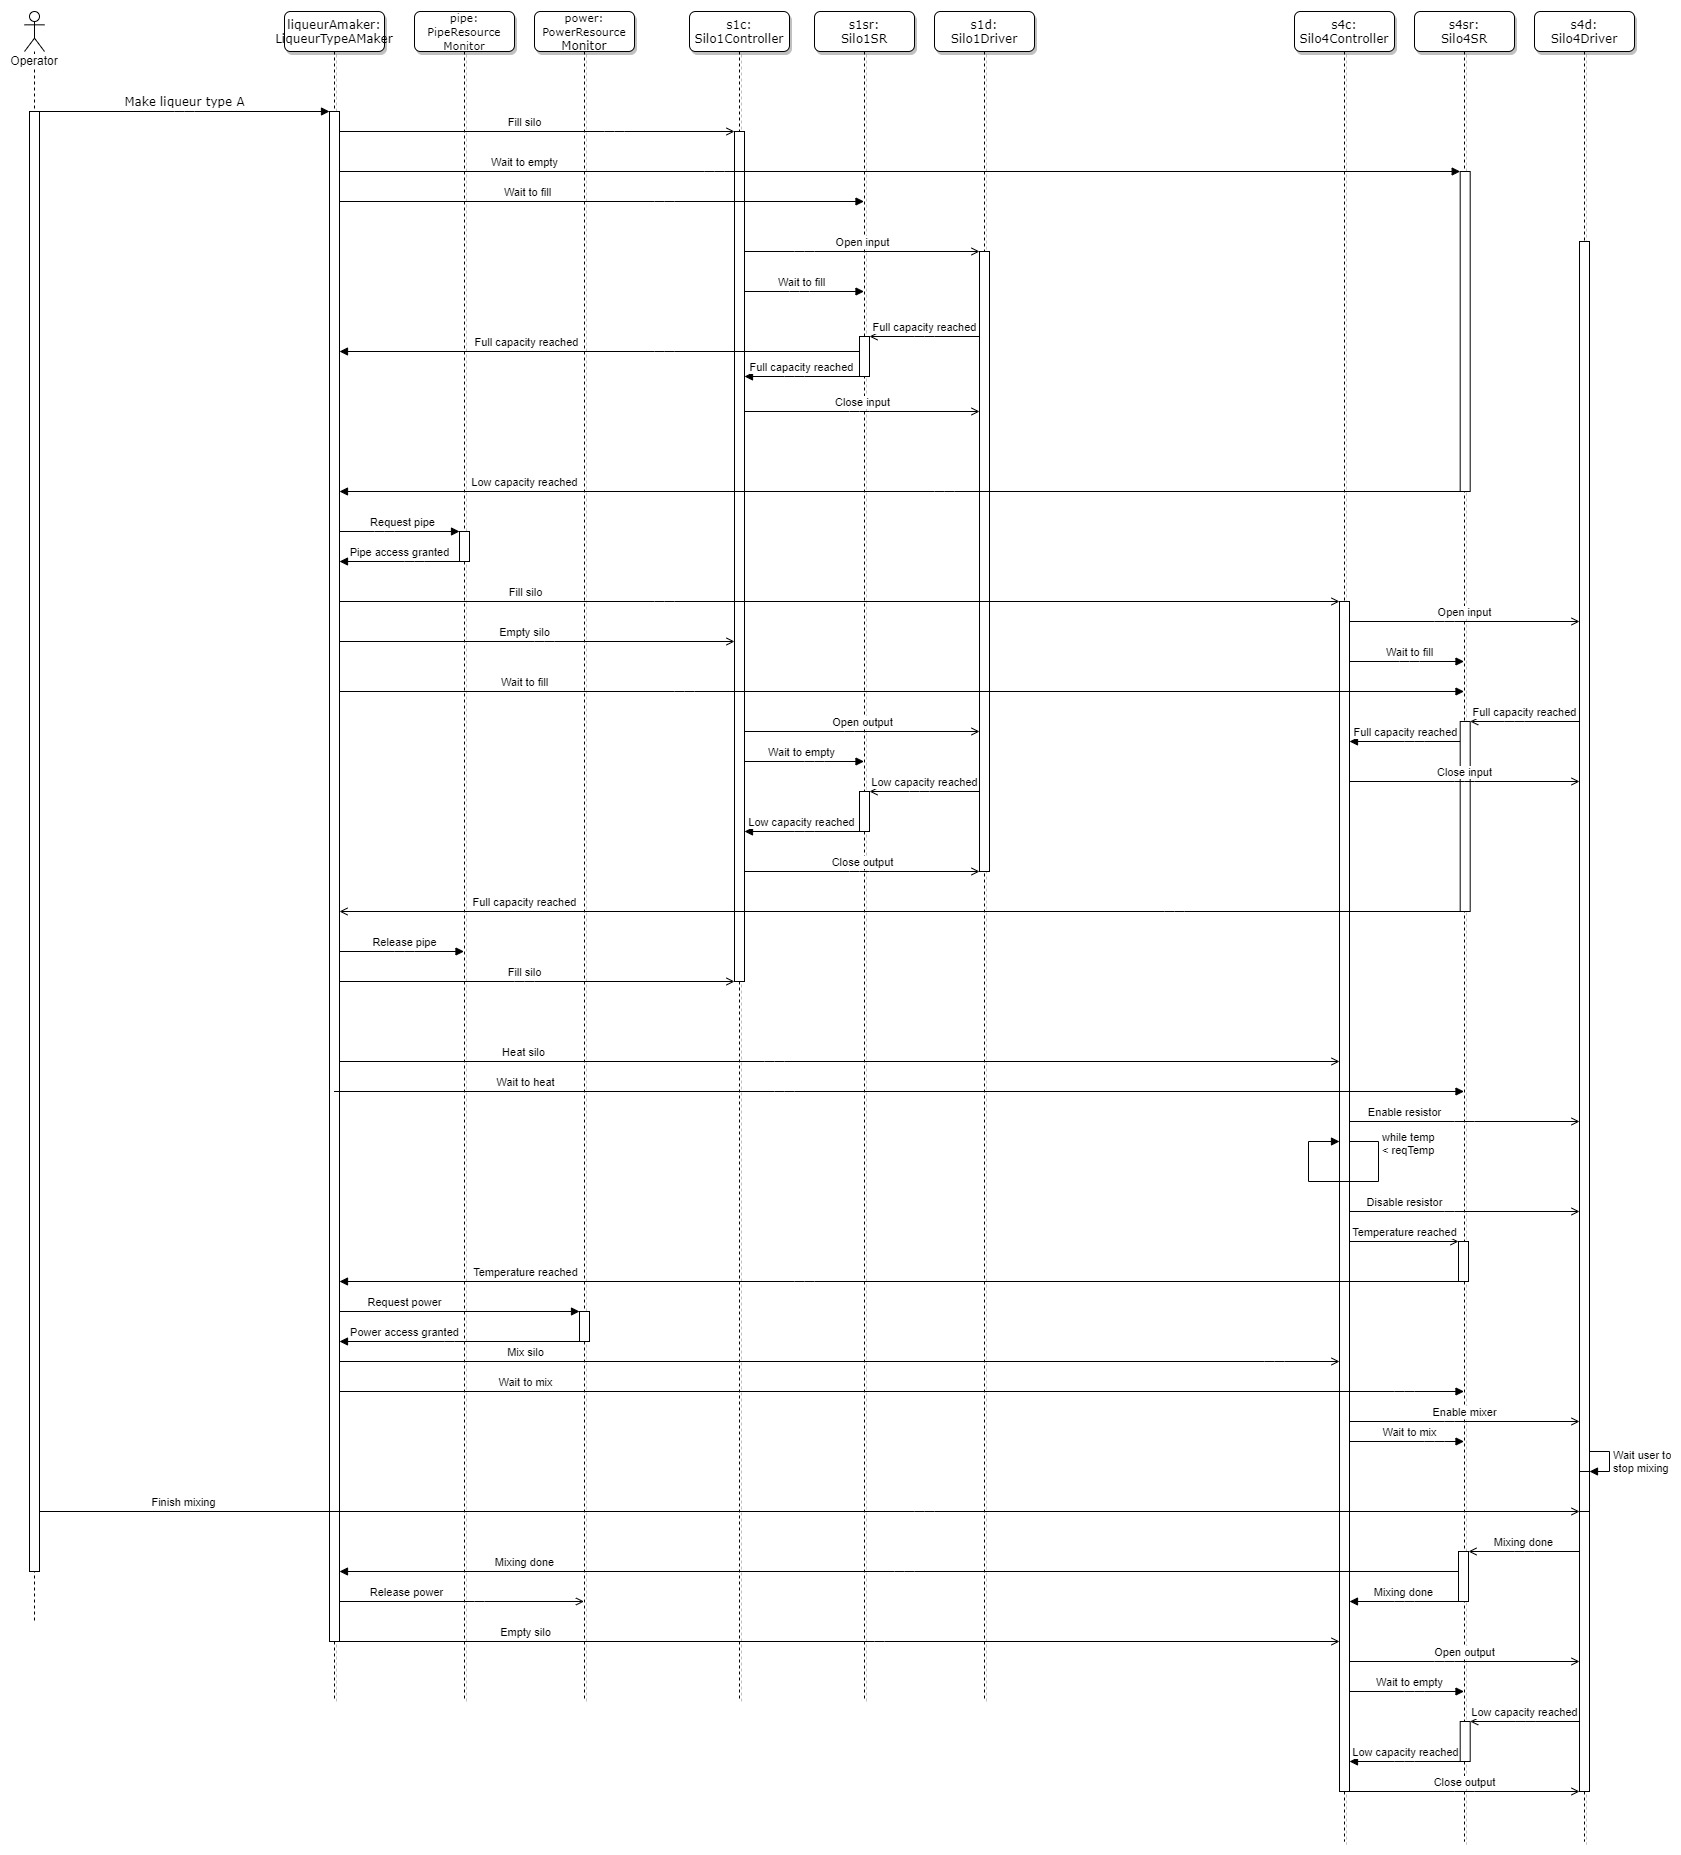 Operator
liqueurAmaker:
LiqueurTypeAMaker
pipe:
PipeResource
Monitor
power:
PowerResource
Monitor
s1c:
Silo1Controller
s1sr:
Silo1SR
s1d:
Silo1Driver
s4c:
Silo4Controller
s4sr:
Silo4SR
s4d:
Silo4Driver
Make liqueur type A
Fill silo
Wait to empty
Wait to fill
Open input
Wait to fill
Full capacity reached
Full capacity reached
Full capacity reached
Close input
Low capacity reached
Request pipe
Pipe access granted
Fill silo
Open input
Empty silo
Wait to fill
Wait to fill
Full capacity reached
Open output
Full capacity reached
Wait to empty
Close input
Low capacity reached
Low capacity reached
Close output
Full capacity reached
Release pipe
Fill silo
Heat silo
Wait to heat
Enable resistor
while temp
< reqTemp
Disable resistor
Temperature reached
Temperature reached
Request power
Power access granted
Mix silo
Wait to mix
Enable mixer
Wait to mix
Wait user to
stop mixing
Finish mixing
Mixing done
Mixing done
Release power
Mixing done
Empty silo
Open output
Wait to empty
Low capacity reached
Low capacity reached
Close output